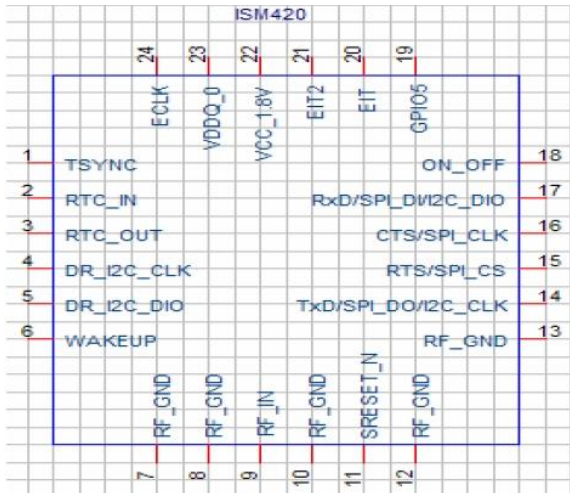 ISM420
24 23 22 21 20 19
ECLK VDDQ_0 VCC_1.8V EIT2 EIT GPIO5
1 TSYNC ON_OFF 18
2 RTC_IN RxD/SPI_DI/I2C_DIO 17
3 RTC_OUT CTS/SPI_CLK 16
4 DR_I2C_CLK RTS/SPI_CS 15
5 DR_I2C_DIO TxD/SPI_DO/I2C_CLK 14
6 WAKEUP RF_GND 13
RF_GND RF_GND RF_IN RF_GND SRESET_N RF_GND
7 8 9 10 11 12